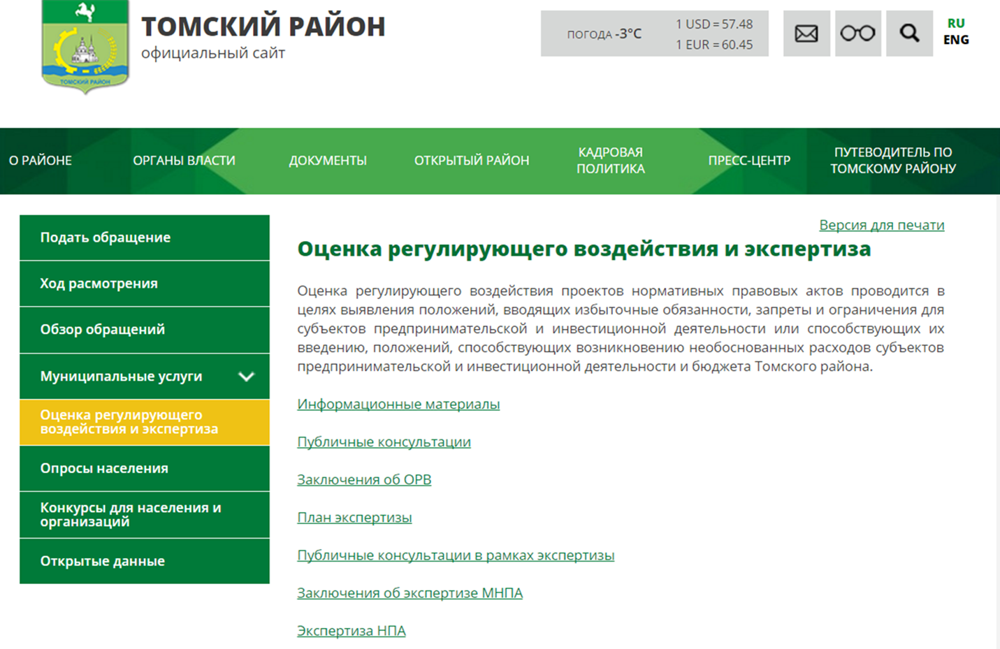 ТОМСКИЙ РАЙОН
ТОМСКИЙ РАЙОН
официальный сайт
ПОГОДА -3°C
1 USD = 57.48
1 EUR = 60.45
RU
ENG
О РАЙОНЕ
ОРГАНЫ ВЛАСТИ
ДОКУМЕНТЫ
ОТКРЫТЫЙ РАЙОН
КАДРОВАЯ
ПОЛИТИКА
ПРЕСС-ЦЕНТР
ПУТЕВОДИТЕЛЬ ПО
ТОМСКОМУ РАЙОНУ
Подать обращение
Ход расмотрения
Обзор обращений
Муниципальные услуги
Оценка регулирующего
воздействия и экспертиза
Опросы населения
Конкурсы для населения и
организаций
Открытые данные
Версия для печати
Оценка регулирующего воздействия и экспертиза
Оценка регулирующего воздействия проектов нормативных правовых актов проводится в
целях выявления положений, вводящих избыточные обязанности, запреты и ограничения для
субъектов предпринимательской и инвестиционной деятельности или способствующих их
введению, положений, способствующих возникновению необоснованных расходов субъектов
предпринимательской и инвестиционной деятельности и бюджета Томского района.
Информационные материалы
Публичные консультации
Заключения об ОРВ
План экспертизы
Публичные консультации в рамках экспертизы
Заключения об экспертизе МНПА
Экспертиза НПА